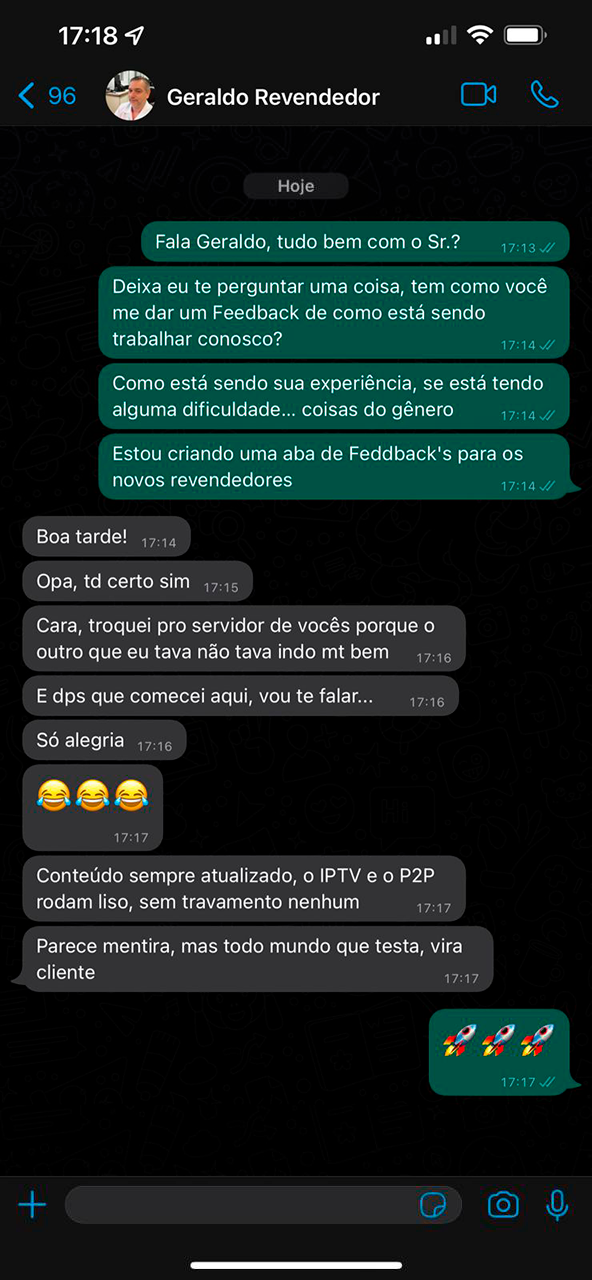 17:18
96
Geraldo Revendedor
Hoje
Fala Geraldo, tudo bem com o Sr.?
17:13
Deixa eu te perguntar uma coisa, tem como você
me dar um Feedback de como está sendo
trabalhar conosco?
17:14
Como está sendo sua experiência, se está tendo
alguma dificuldade... coisas do gênero
17:14
Estou criando uma aba de Feddback's para os
novos revendedores
17:14
Boa tarde!
17:14
Opa, td certo sim
17:15
Cara, troquei pro servidor de vocês porque o
outro que eu tava não tava indo mt bem
17:16
E dps que comecei aqui, vou te falar...
17:16
Só alegria
17:16
😂😂😂
17:17
Conteúdo sempre atualizado, o IPTV e o P2P
rodam liso, sem travamento nenhum
17:17
Parece mentira, mas todo mundo que testa, vira
cliente
17:17
🚀🚀🚀
17:17